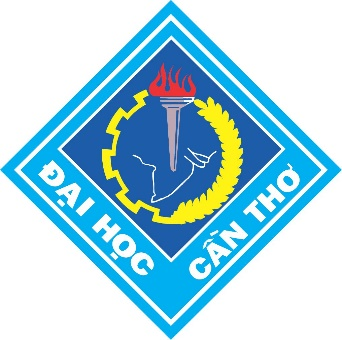 ĐẠI HỌC
CẦN THƠ